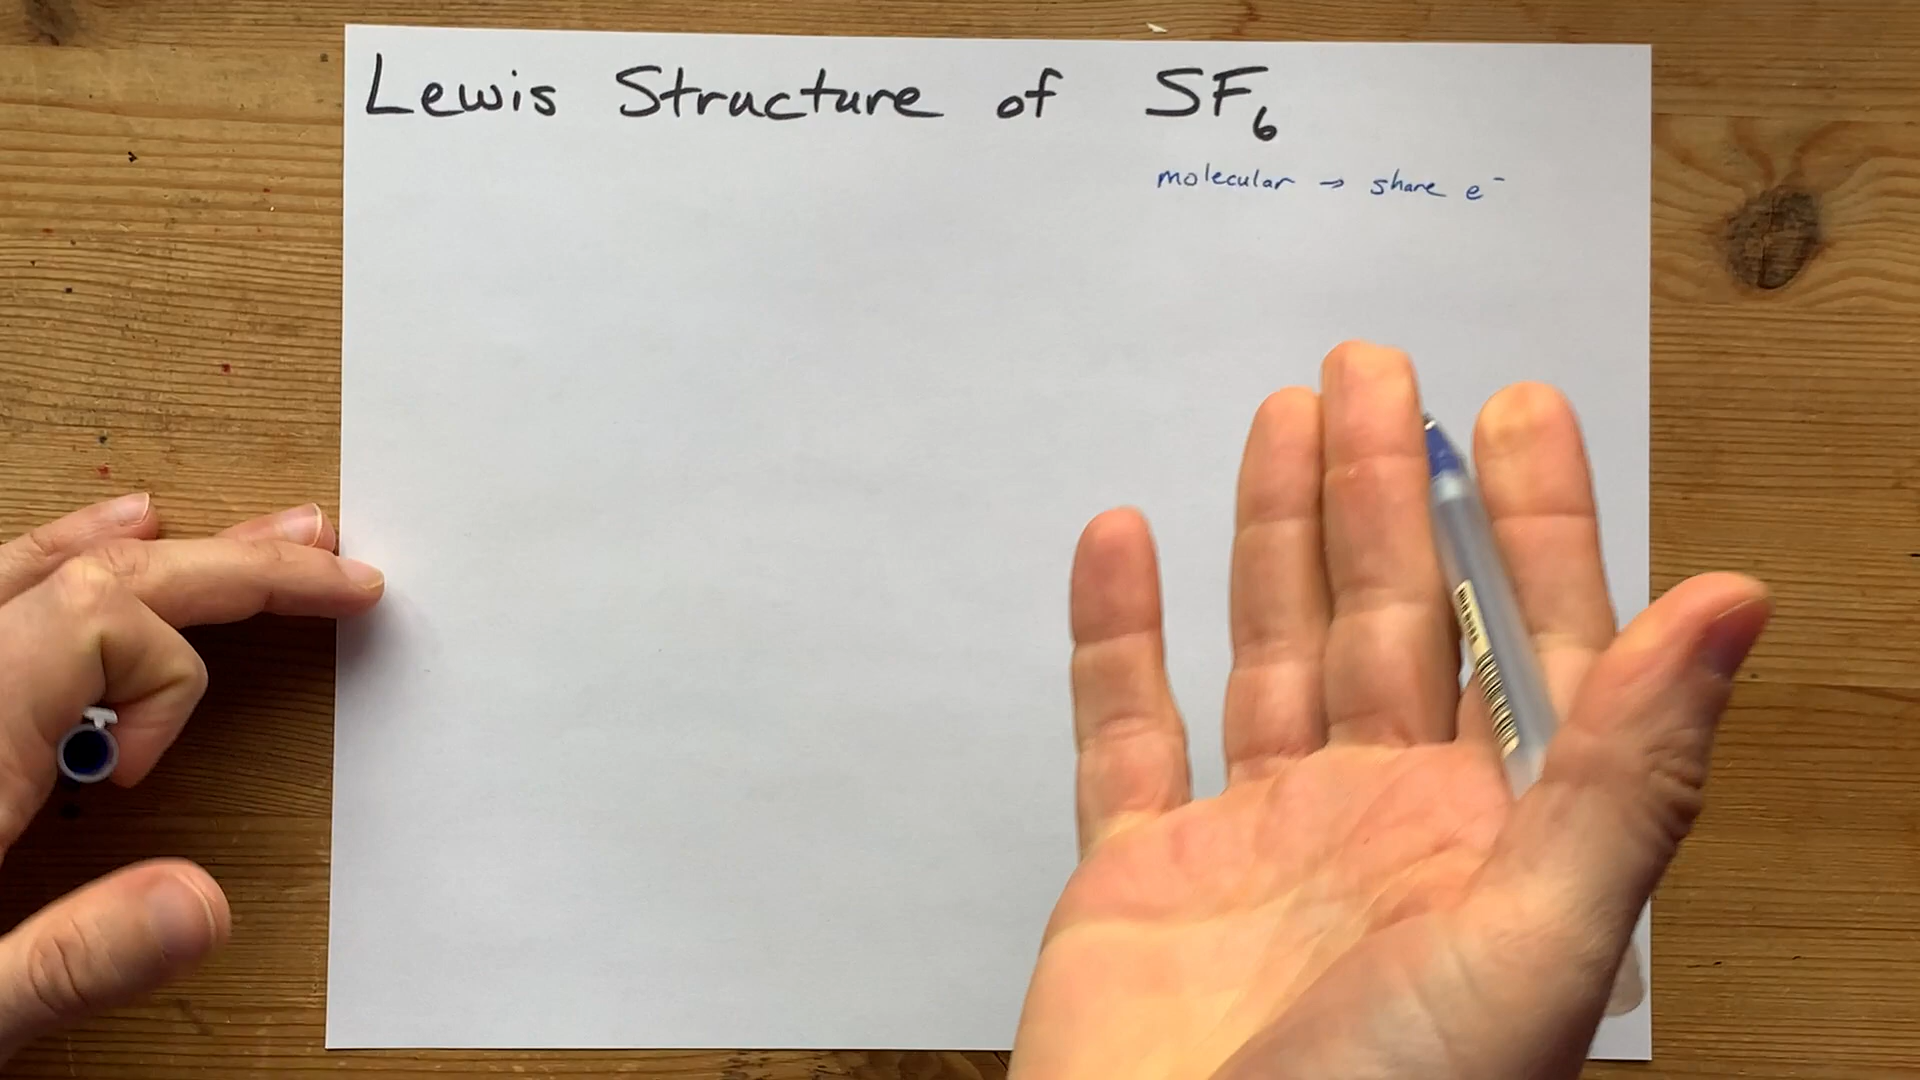 Lewis Structure of SF₆
molecular → share e⁻